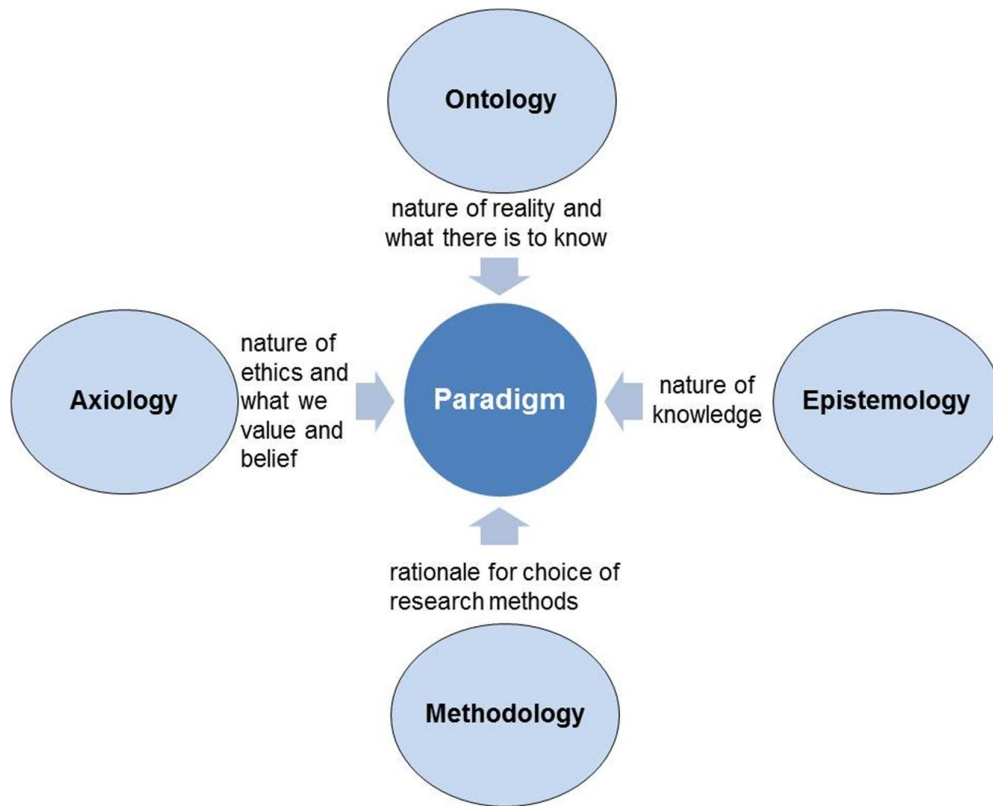 Ontology
nature of reality and
what there is to know
Axiology
nature of
ethics and
what we
value and
belief
Paradigm
nature of
knowledge
Epistemology
rationale for choice of
research methods
Methodology